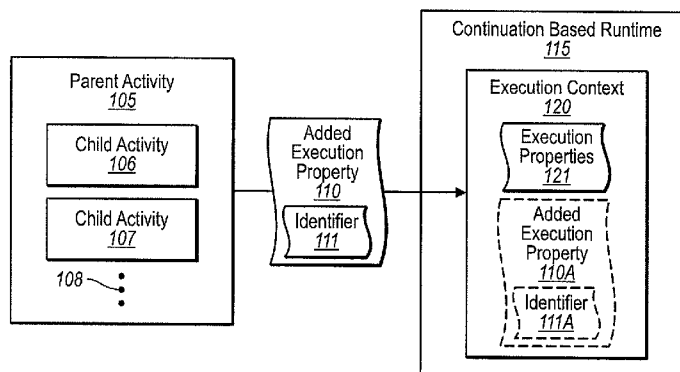 Parent Activity
105
Child Activity
106
Child Activity
107
108
Added
Execution
Property
110
Identifier
111
Continuation Based Runtime
115
Execution Context
120
Execution
Properties
121
Added
Execution
Property
110A
Identifier
111A